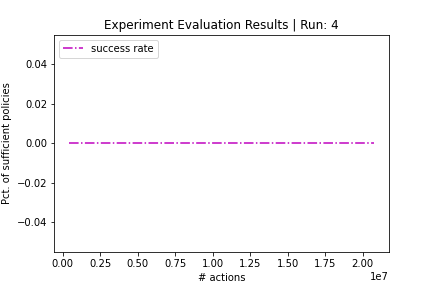 Experiment Evaluation Results | Run: 4
success rate
Pct. of sufficient policies
0.04
0.02
0.00
−0.02
−0.04
0.00 0.25 0.50 0.75 1.00 1.25 1.50 1.75 2.00
1e7
# actions